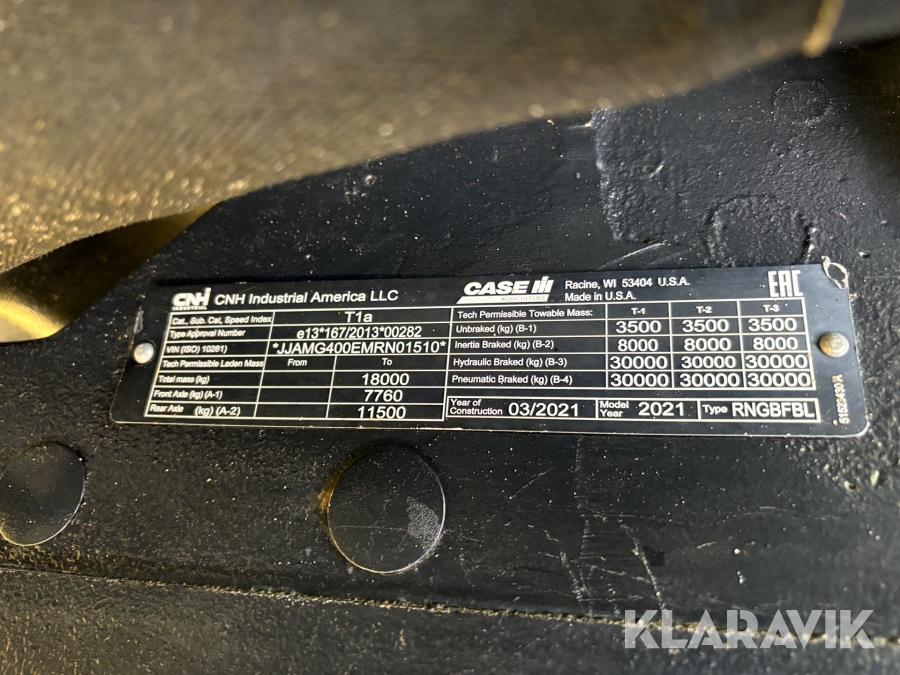 CNH INDUSTRIAL CNH Industrial America LLC
CASE IH AGRICULTURE
Racine, WI 53404 U.S.A.
Made in U.S.A.
EAC
Cat., Sub. Cat., Speed Index T1a
Type Approval Number e13*167/2013*00282
VIN (ISO 10261) *JJAMG400EMRN01510*
Tech Permissible Laden Mass From To
Total mass (kg) 18000
Front Axle (kg) (A-1) 7760
Rear Axle (kg) (A-2) 11500
Tech Permissible Towable Mass: T-1 T-2 T-3
Unbraked (kg) (B-1) 3500 3500 3500
Inertia Braked (kg) (B-2) 8000 8000 8000
Hydraulic Braked (kg) (B-3) 30000 30000 30000
Pneumatic Braked (kg) (B-4) 30000 30000 30000
Year of Construction 03/2021 Model Year 2021 Type RNGBFBL
KLARAVIK